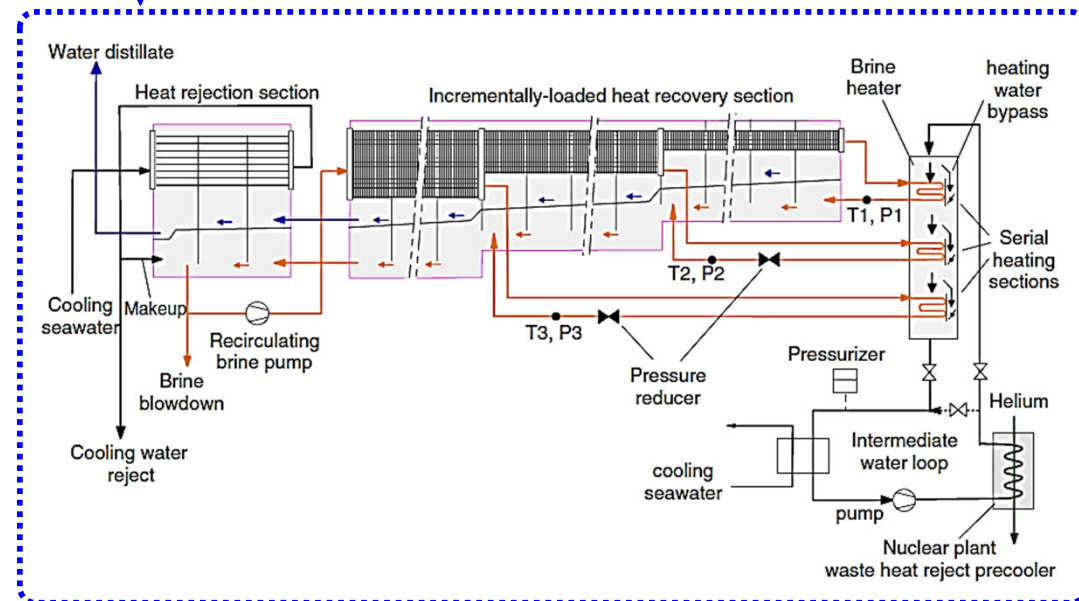 Water distillate
Heat rejection section
Incrementally-loaded heat recovery section
Brine
heater
heating
water
bypass
T1, P1
T2, P2
T3, P3
Serial
heating
sections
Cooling
seawater
Makeup
Recirculating
brine pump
Brine
blowdown
Cooling water
reject
Pressure
reducer
Pressurizer
Helium
Intermediate
water loop
cooling
seawater
pump
Nuclear plant
waste heat reject precooler